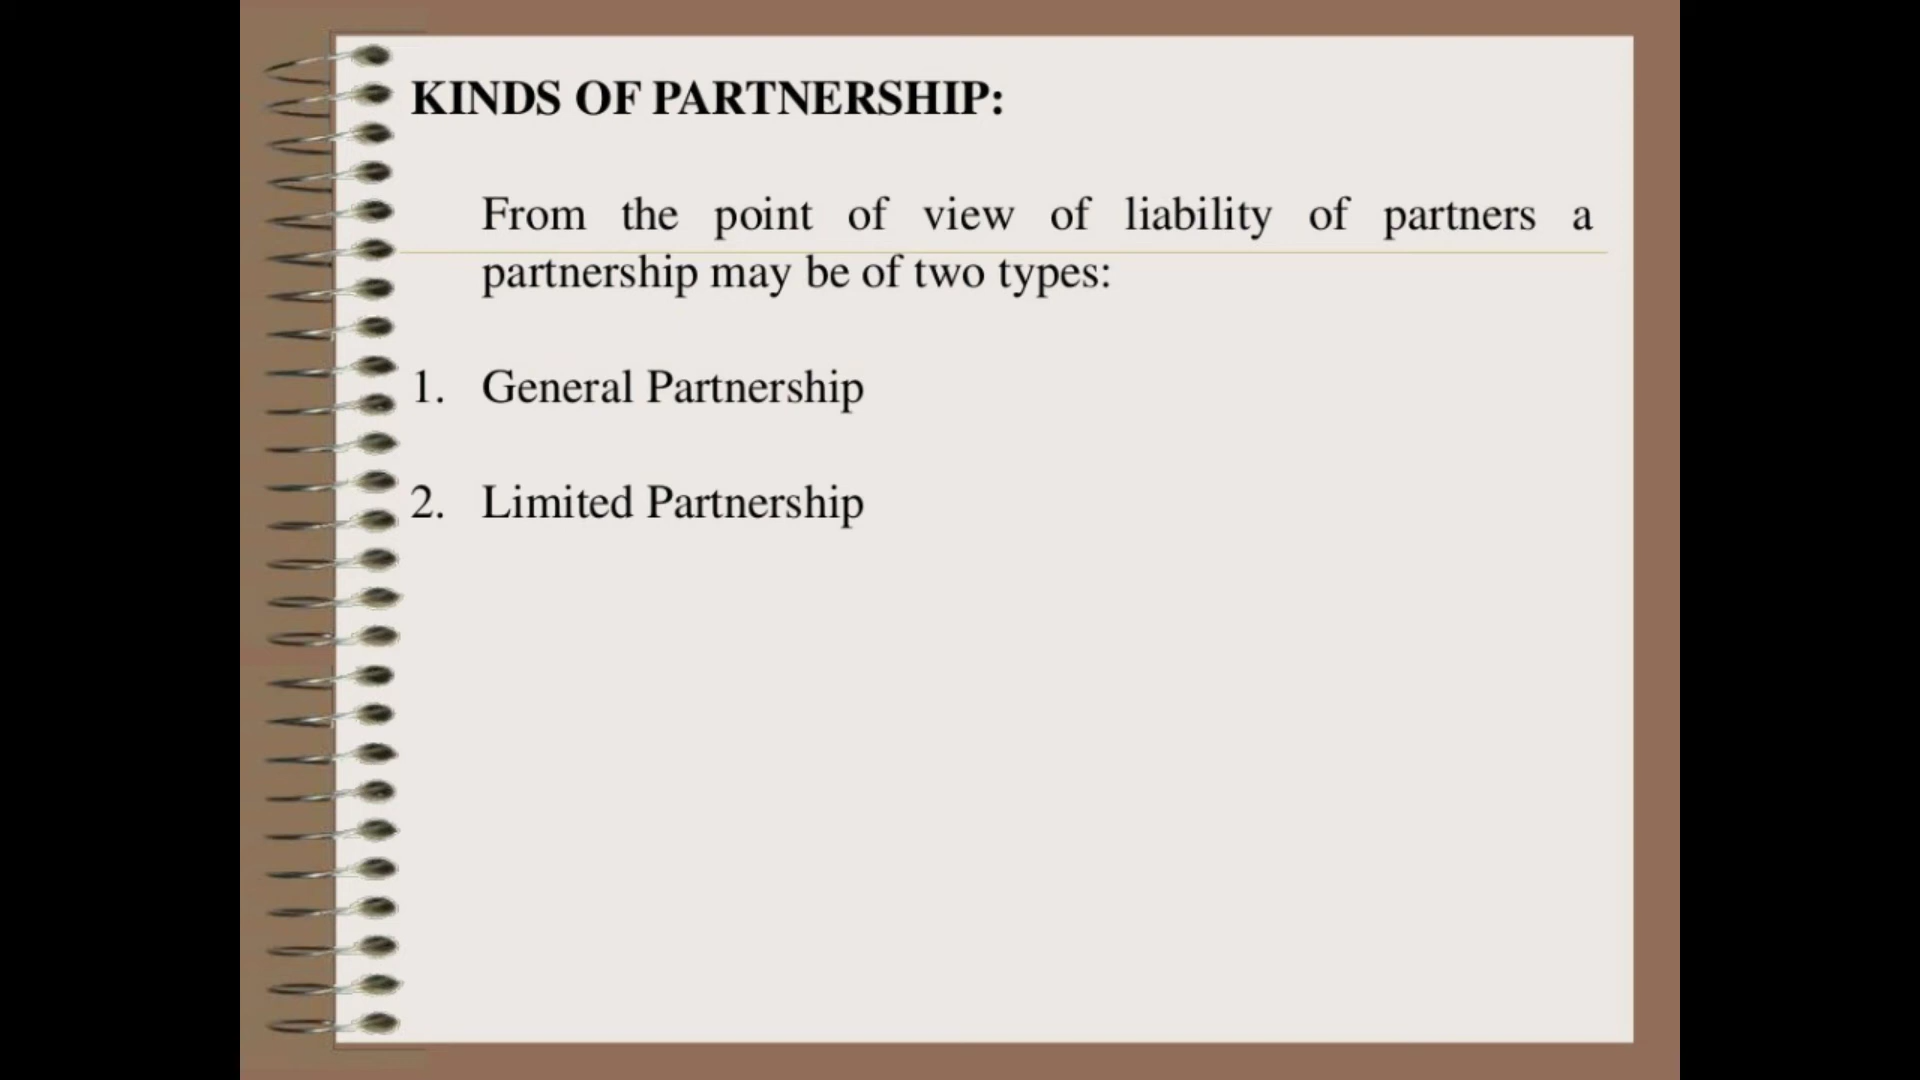 KINDS OF PARTNERSHIP:
From the point of view of liability of partners a
partnership may be of two types:
1. General Partnership
2. Limited Partnership